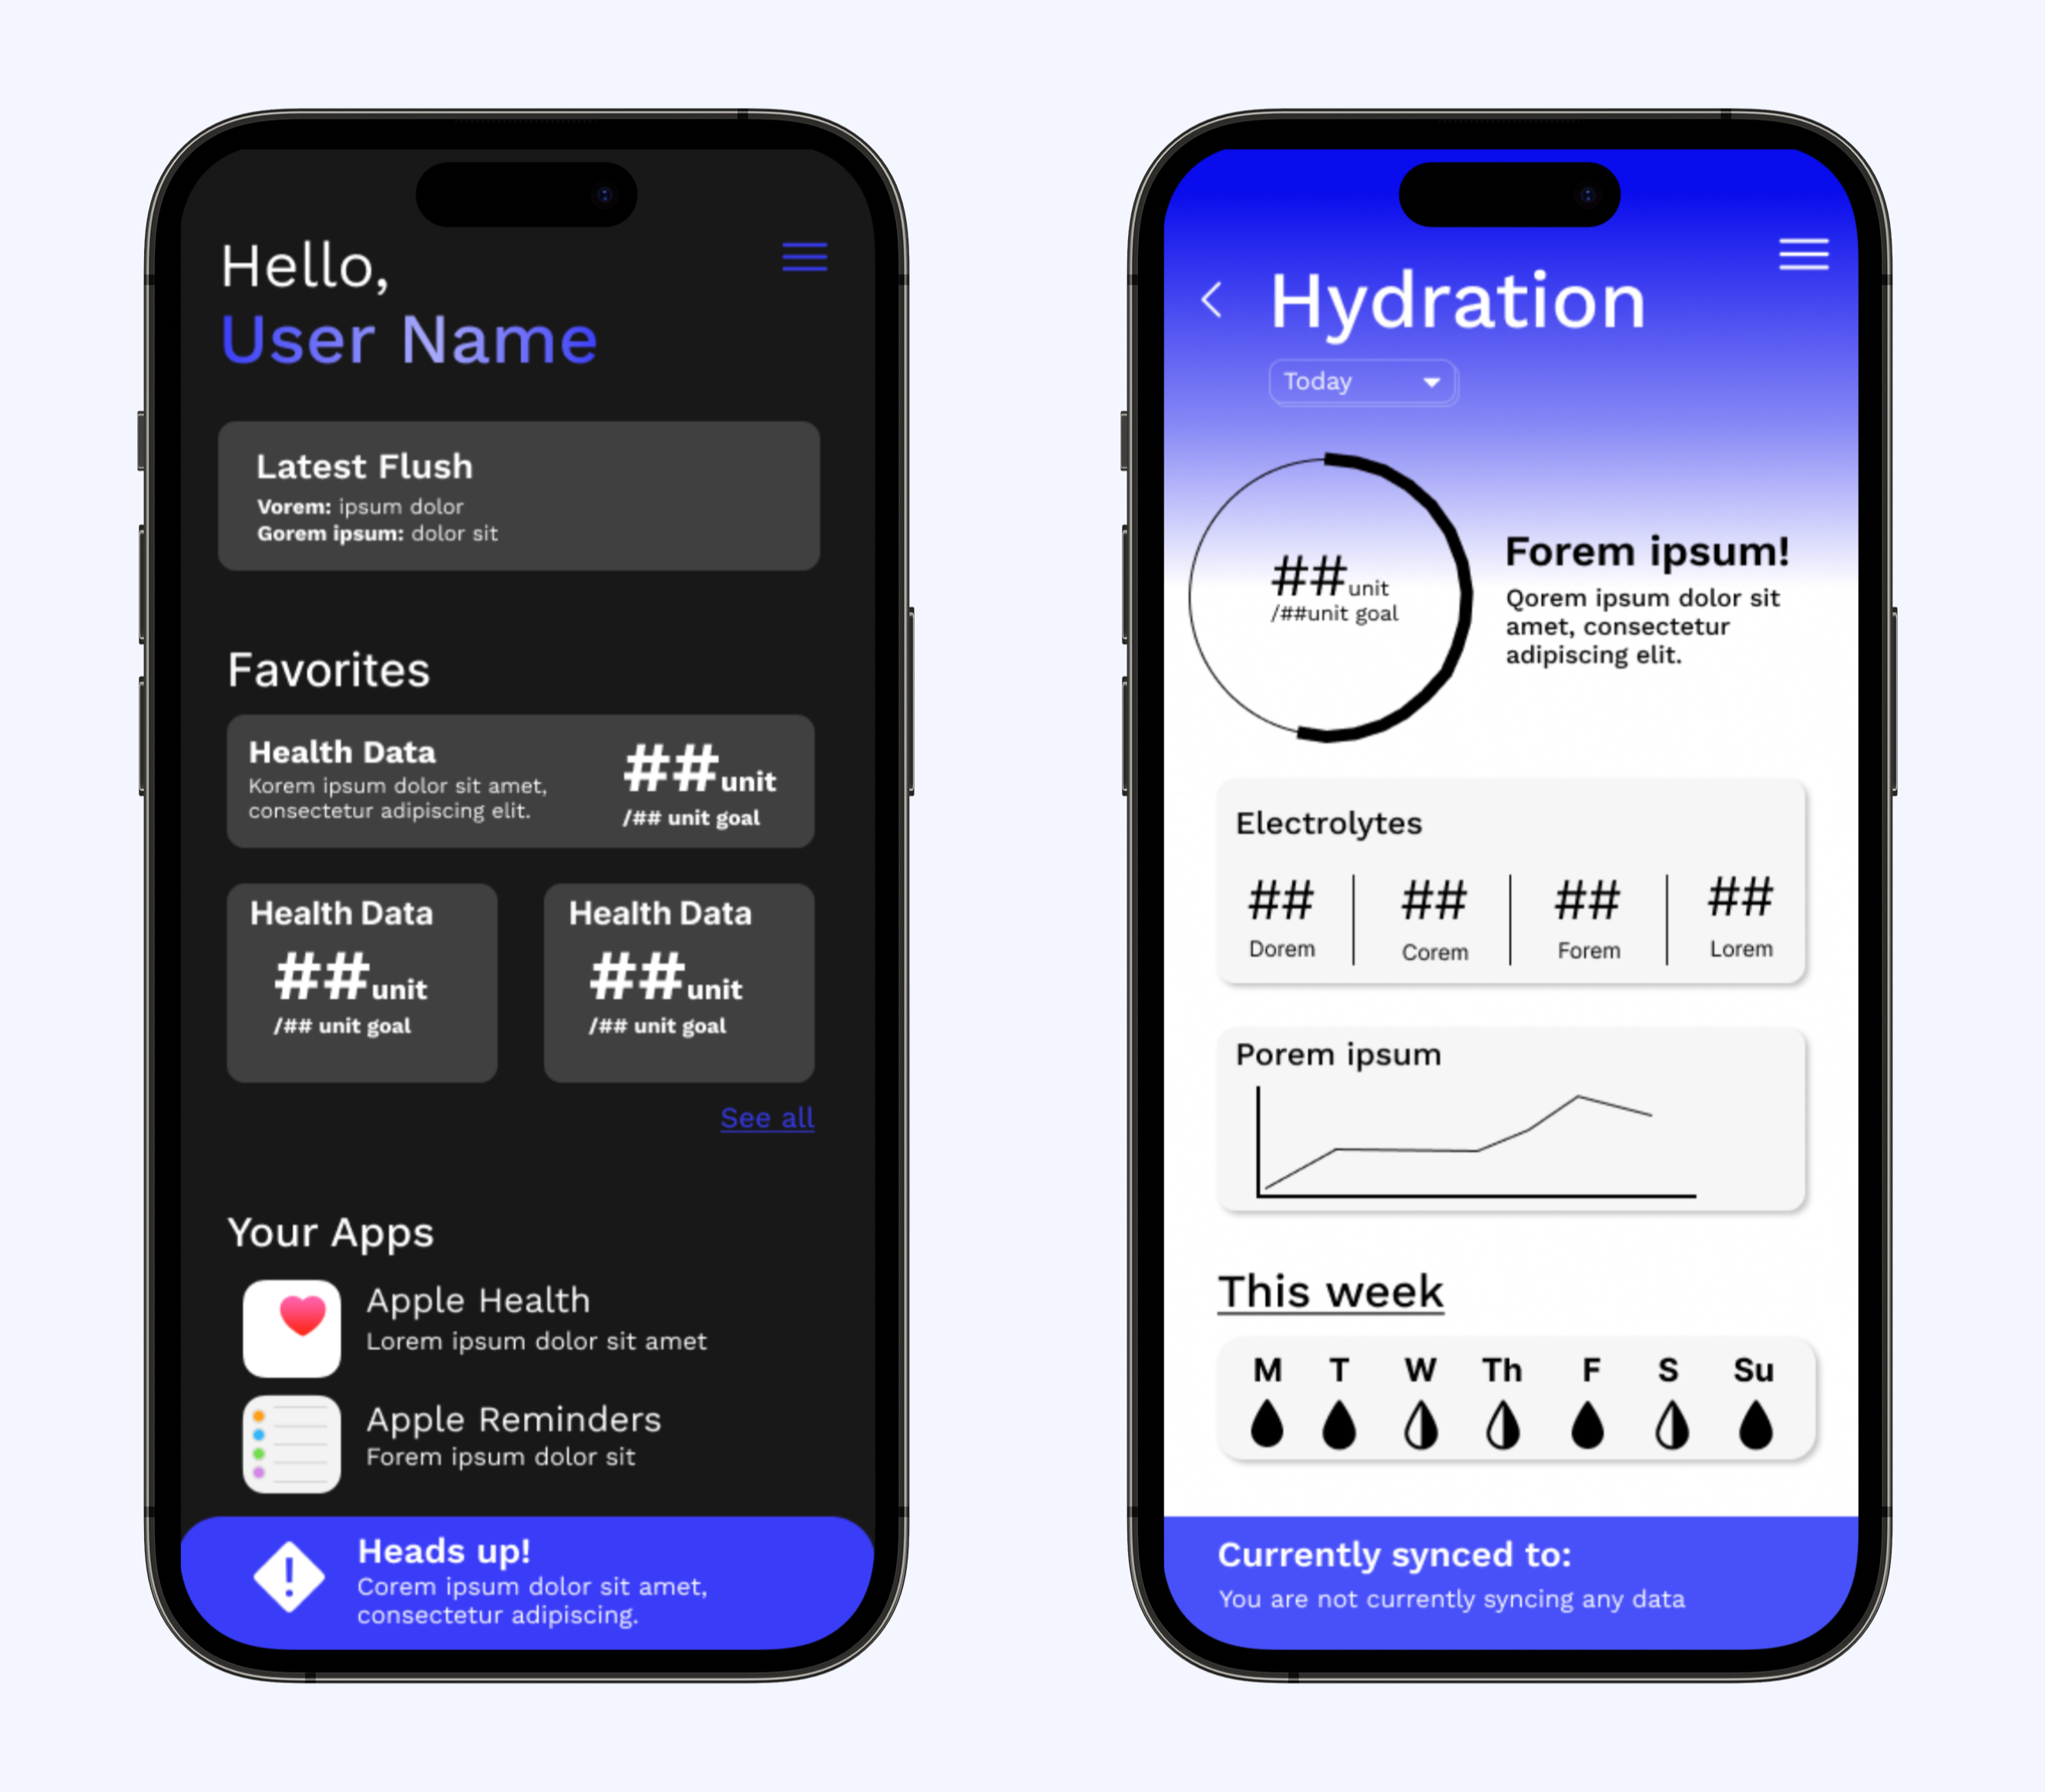 Hello,
User Name
Latest Flush
Vorem: ipsum dolor
Gorem ipsum: dolor sit
Favorites
Health Data
Korem ipsum dolor sit amet,
consectetur adipiscing elit.
##unit
/## unit goal
Health Data
##unit
/## unit goal
Health Data
##unit
/## unit goal
See all
Your Apps
Apple Health
Lorem ipsum dolor sit amet
Apple Reminders
Forem ipsum dolor sit
Heads up!
Corem ipsum dolor sit amet,
consectetur adipiscing.
Hydration
Today
##unit
/##unit goal
Forem ipsum!
Qorem ipsum dolor sit
amet, consectetur
adipiscing elit.
Electrolytes
## ## ## ##
Dorem Corem Forem Lorem
Porem ipsum
This week
M T W Th F S Su
Currently synced to:
You are not currently syncing any data